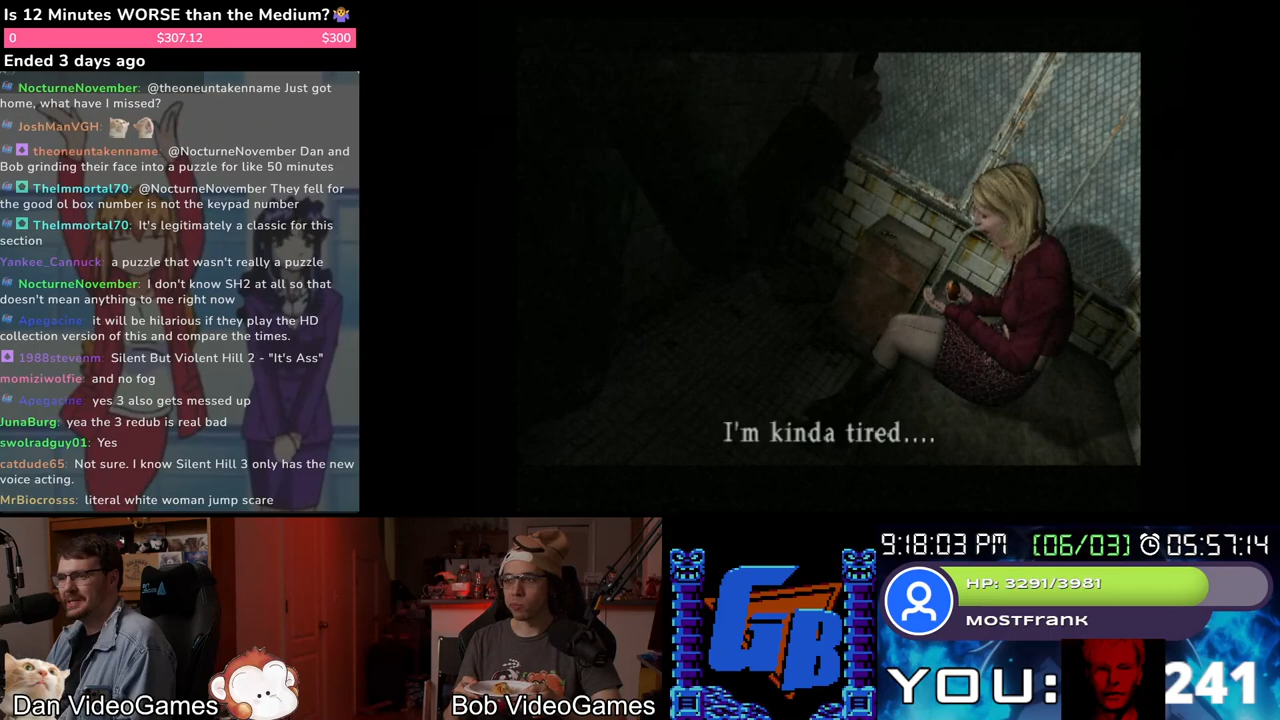 Is 12 Minutes WORSE than the Medium?🤷‍♀️
0 $307.12 $300
Ended 3 days ago
NocturneNovember: @theoneuntakenname Just got
home, what have I missed?
JoshManVGH:
theoneuntakenname: @NocturneNovember Dan and
Bob grinding their face into a puzzle for like 50 minutes
TheImmortal70: @NocturneNovember They fell for
the good ol box number is not the keypad number
TheImmortal70: It's legitimately a classic for this
section
Yankee_Cannuck: a puzzle that wasn't really a puzzle
NocturneNovember: I don't know SH2 at all so that
doesn't mean anything to me right now
Apegacine: it will be hilarious if they play the HD
collection version of this and compare the times.
1988stevenm: Silent But Violent Hill 2 - "It's Ass"
momiziwolfie: and no fog
Apegacine: yes 3 also gets messed up
JunaBurg: yea the 3 redub is real bad
swolradguy01: Yes
catdude65: Not sure. I know Silent Hill 3 only has the new
voice acting.
MrBiocrosss: literal white woman jump scare
I'm kinda tired....
Dan VideoGames
Bob VideoGames
GB
9:18:03 PM [06/03] 05:57:14
HP: 3291/3981
MOSTFRANK
YOU: 241